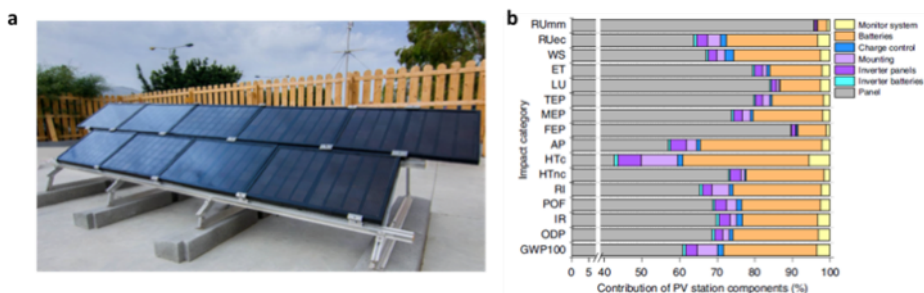 a
b
RUmm
RUec
WS
ET
LU
TEP
MEP
FEP
AP
HTc
HTnc
RI
POF
IR
ODP
GWP100
Impact category
0 5 40 50 60 70 80 90 100
Contribution of PV station components (%)
Monitor system
Batteries
Charge control
Mounting
Inverter panels
Inverter batteries
Panel